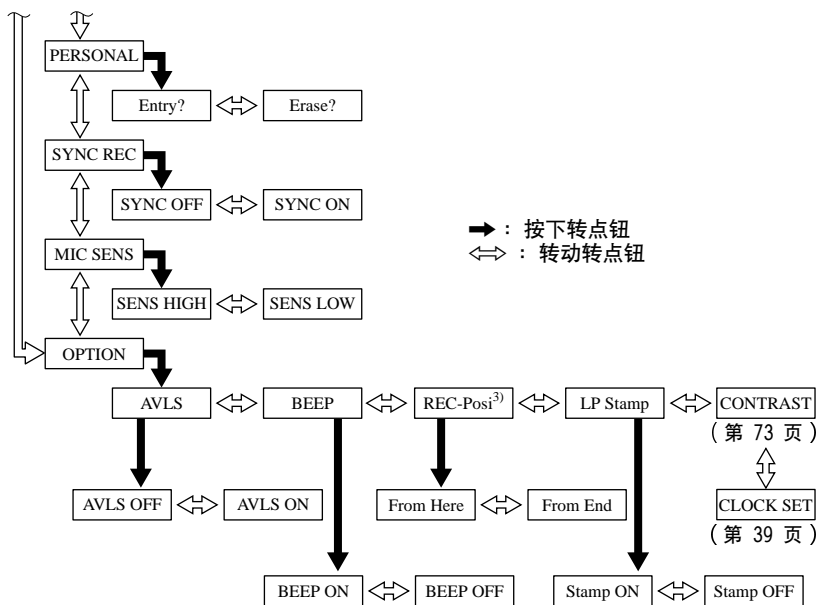 PERSONAL
Entry?
Erase?
SYNC REC
SYNC OFF
SYNC ON
: 按下转点钮
: 转动转点钮
MIC SENS
SENS HIGH
SENS LOW
OPTION
AVLS
BEEP
REC-Posi3)
LP Stamp
CONTRAST
(第 73 页)
AVLS OFF
AVLS ON
From Here
From End
CLOCK SET
(第 39 页)
BEEP ON
BEEP OFF
Stamp ON
Stamp OFF